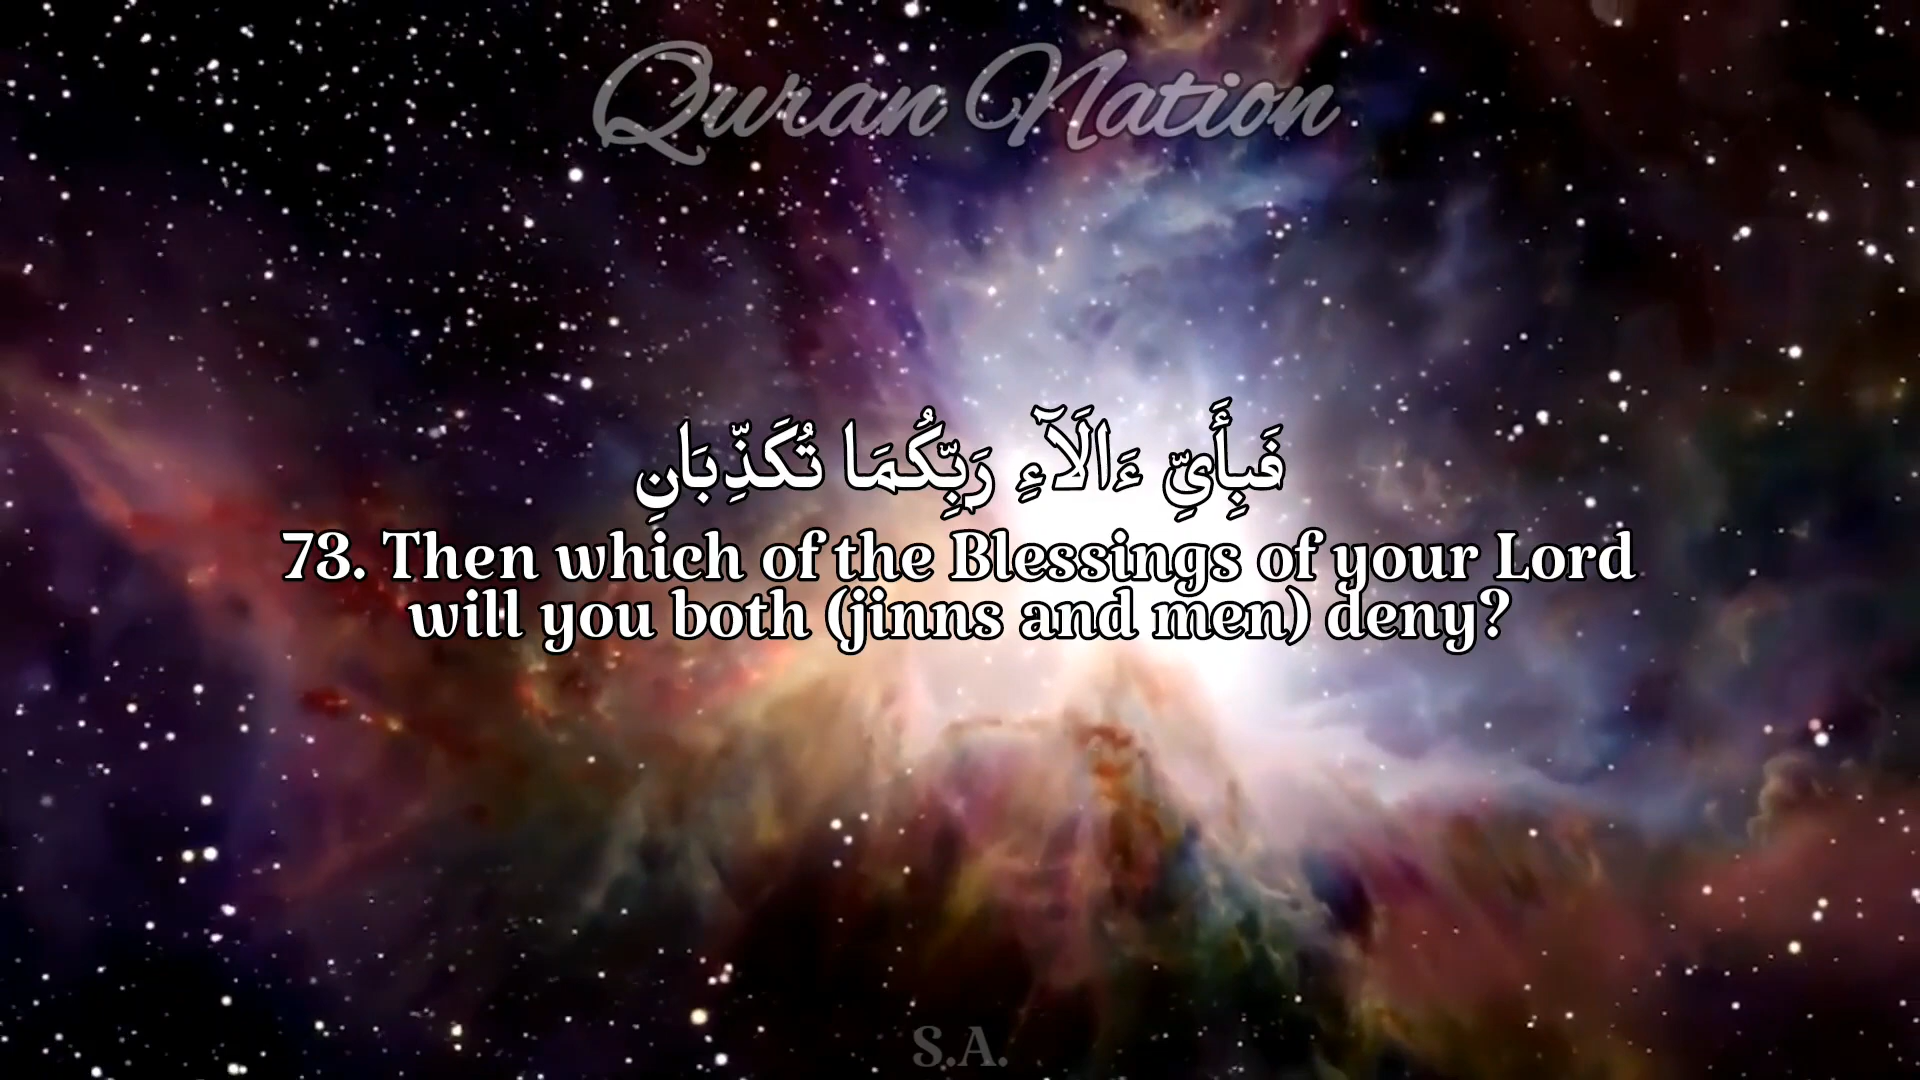 Quran Nation
فَبِأَيِّ ءَالَآءِ رَبِّكُمَا تُكَذِّبَانِ
73. Then which of the Blessings of your Lord
will you both (jinns and men) deny?
S.A.